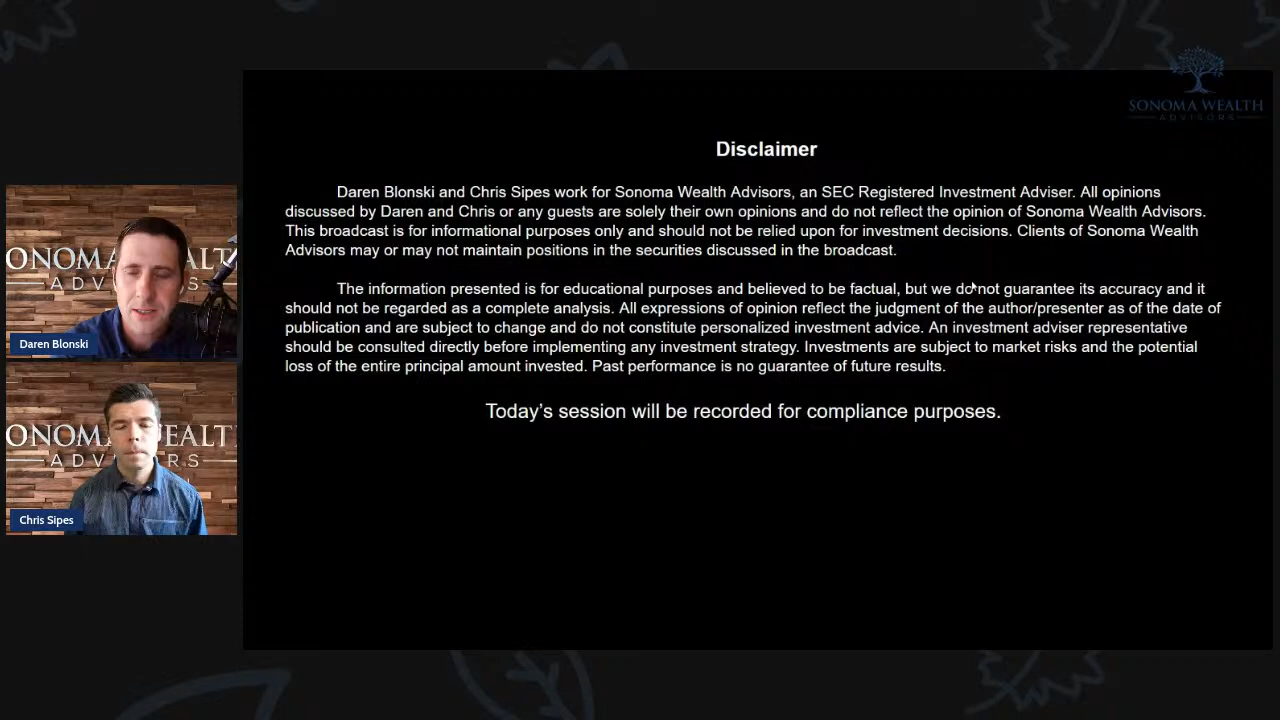 SONOMA WEALTH
ADVISORS
Disclaimer
Daren Blonski and Chris Sipes work for Sonoma Wealth Advisors, an SEC Registered Investment Adviser. All opinions
discussed by Daren and Chris or any guests are solely their own opinions and do not reflect the opinion of Sonoma Wealth Advisors.
This broadcast is for informational purposes only and should not be relied upon for investment decisions. Clients of Sonoma Wealth
Advisors may or may not maintain positions in the securities discussed in the broadcast.
The information presented is for educational purposes and believed to be factual, but we do not guarantee its accuracy and it
should not be regarded as a complete analysis. All expressions of opinion reflect the judgment of the author/presenter as of the date of
publication and are subject to change and do not constitute personalized investment advice. An investment adviser representative
should be consulted directly before implementing any investment strategy. Investments are subject to market risks and the potential
loss of the entire principal amount invested. Past performance is no guarantee of future results.
Today’s session will be recorded for compliance purposes.
ONOMA WEALT
ADV
Daren Blonski
SONOMA WEALT
ADVISORS
Chris Sipes